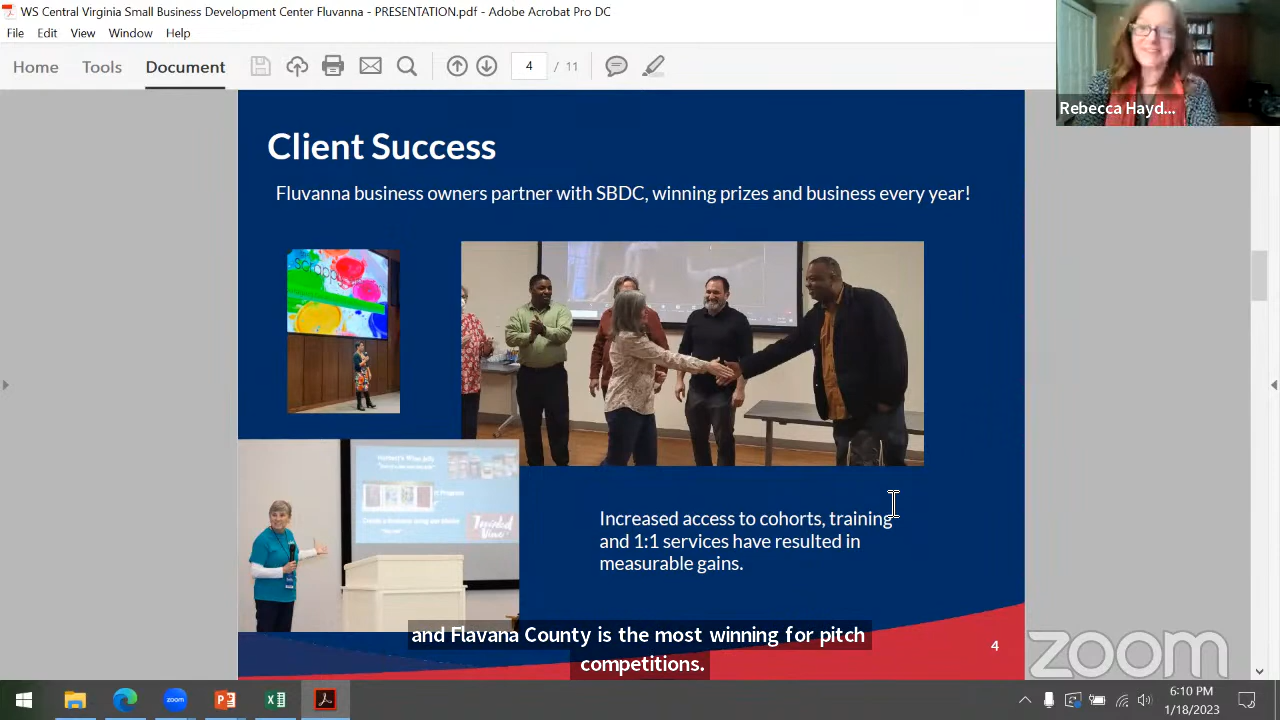 WS Central Virginia Small Business Development Center Fluvanna - PRESENTATION.pdf - Adobe Acrobat Pro DC
File Edit View Window Help
Home Tools Document
4 / 11
Rebecca Hayd...
Client Success
Fluvanna business owners partner with SBDC, winning prizes and business every year!
Increased access to cohorts, training
and 1:1 services have resulted in
measurable gains.
and Flavana County is the most winning for pitch
competitions.
4
zoom
zoom
6:10 PM
1/18/2023